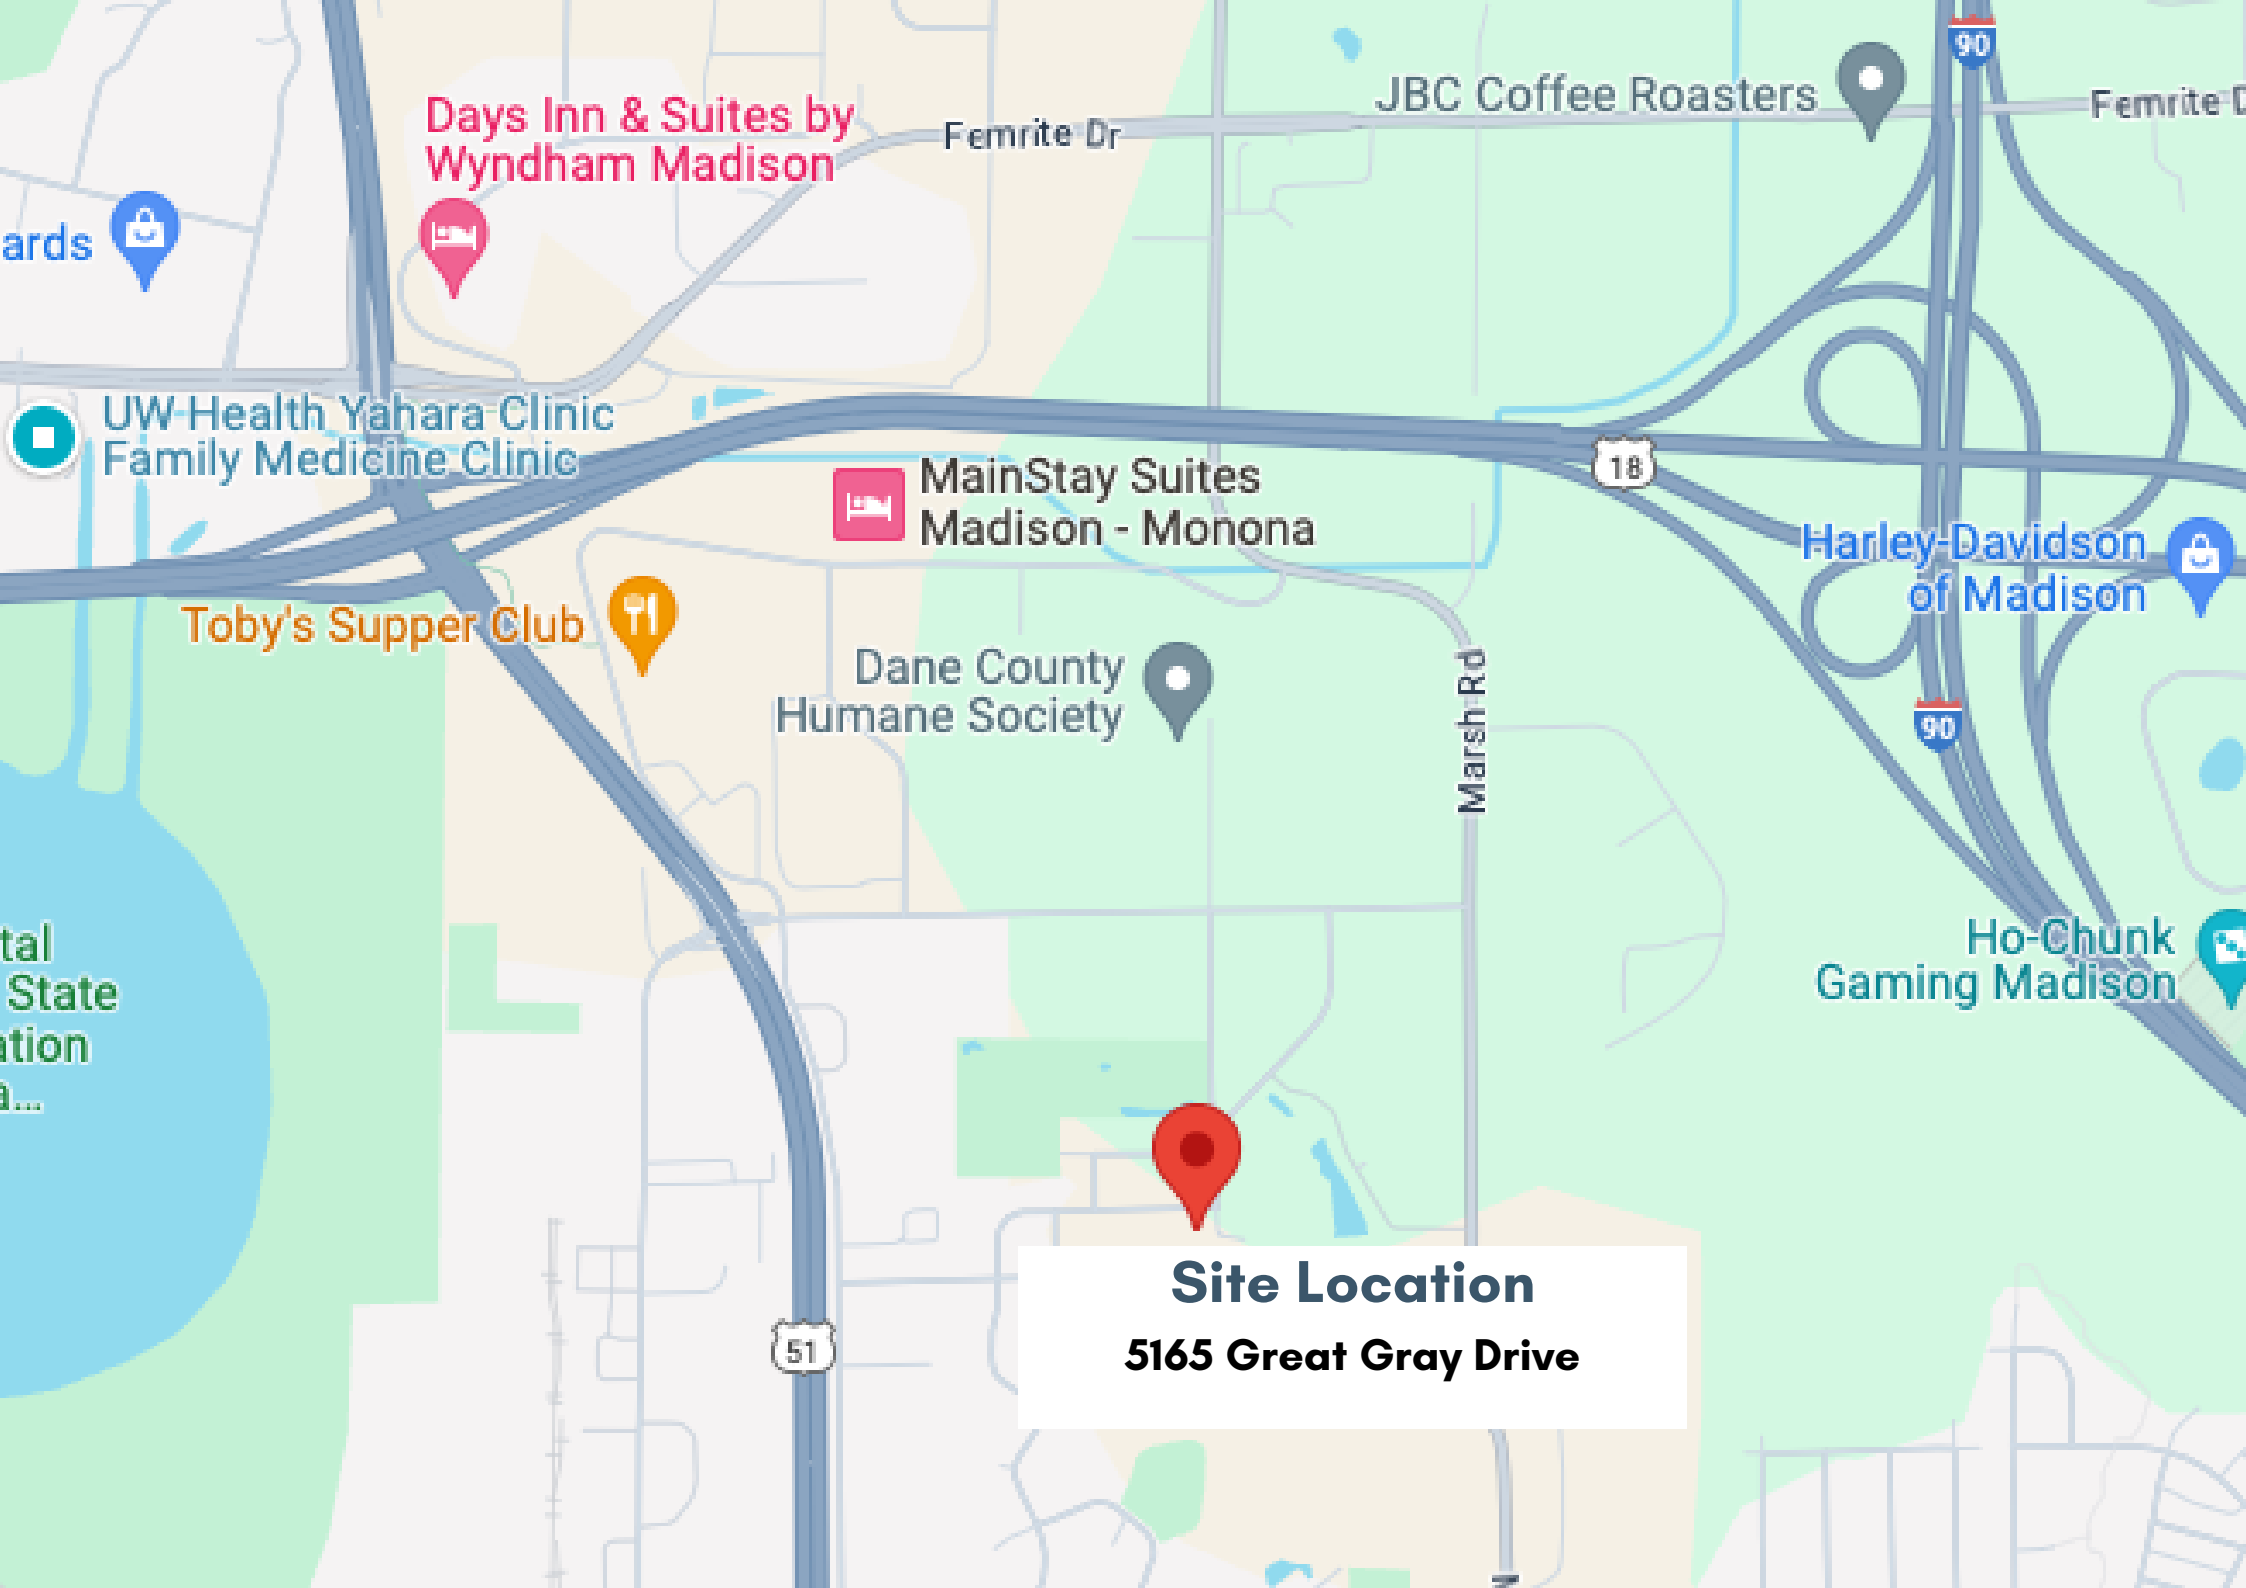 90
JBC Coffee Roasters
Femrite D
Days Inn & Suites by
Wyndham Madison
Femrite Dr
ards
UW Health Yahara Clinic
Family Medicine Clinic
18
MainStay Suites
Madison - Monona
Harley-Davidson
of Madison
Toby's Supper Club
Dane County
Humane Society
Marsh Rd
90
tal
State
ation
a...
Ho-Chunk
Gaming Madison
Site Location
5165 Great Gray Drive
51